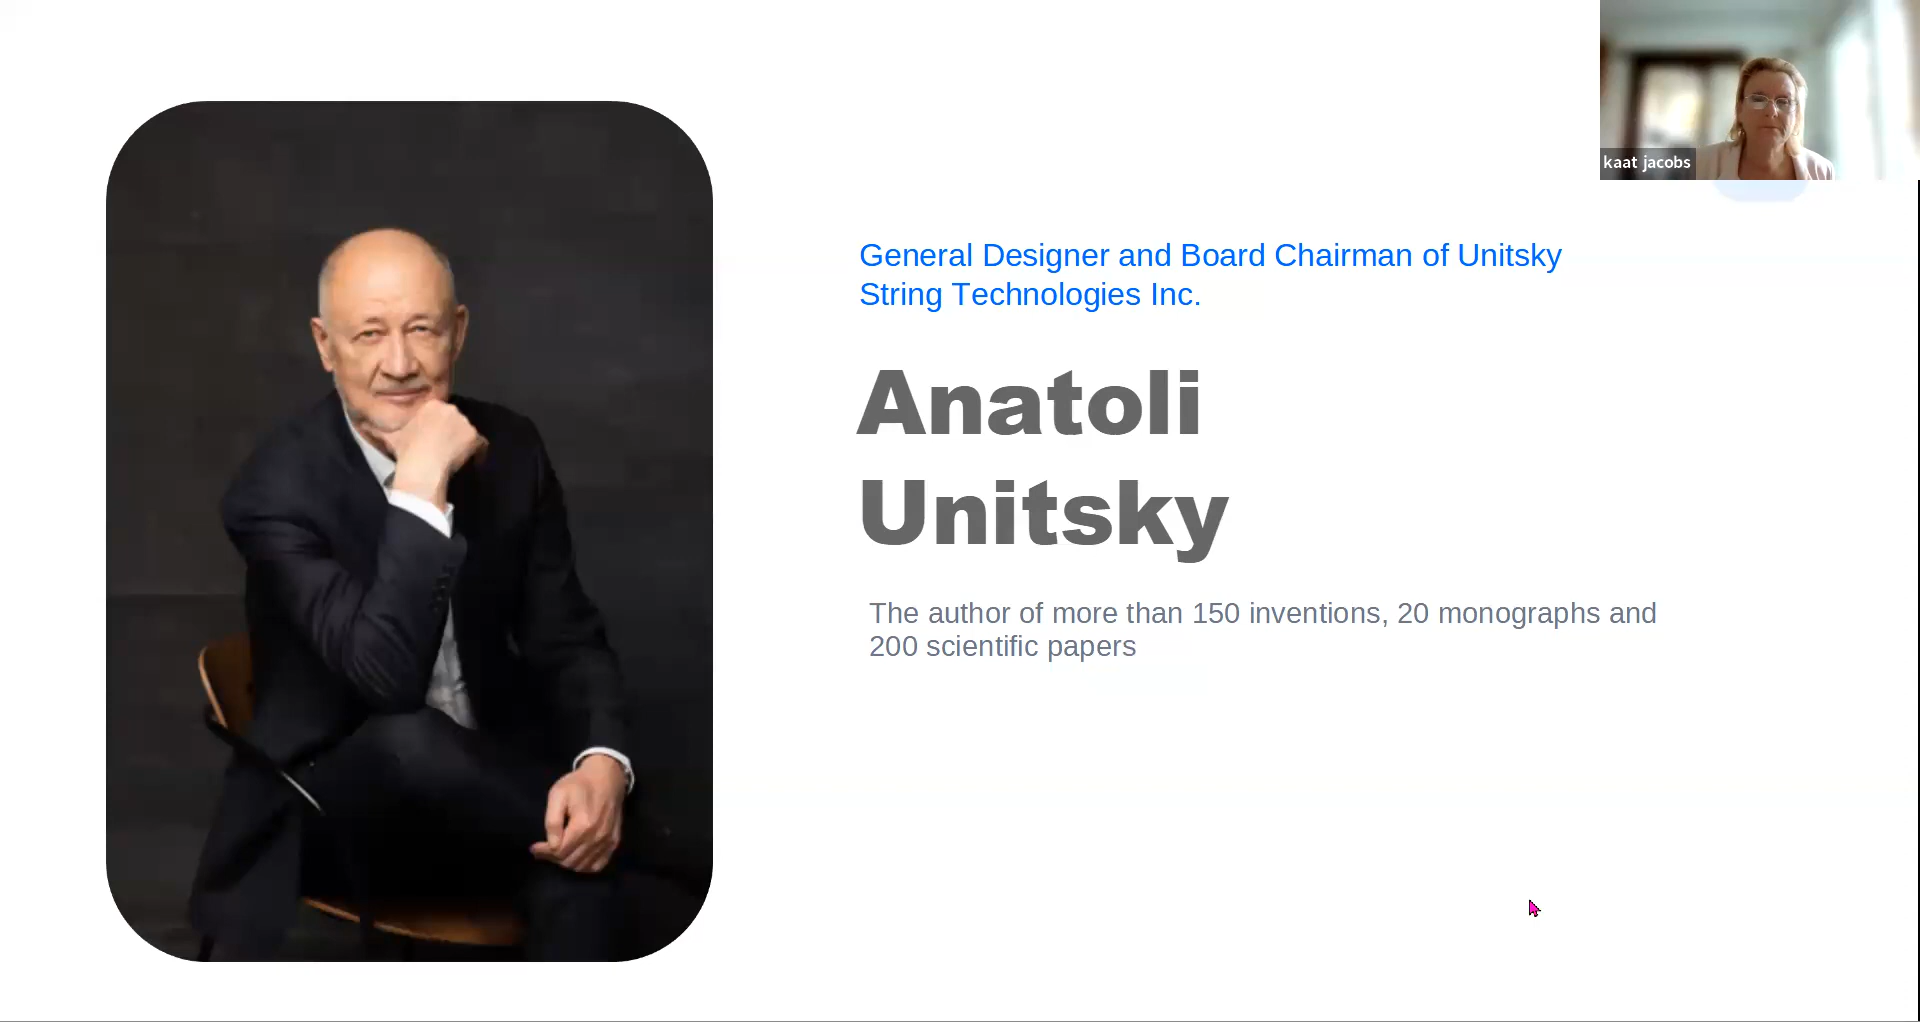 kaat jacobs
General Designer and Board Chairman of Unitsky
String Technologies Inc.
Anatoli
Unitsky
The author of more than 150 inventions, 20 monographs and
200 scientific papers